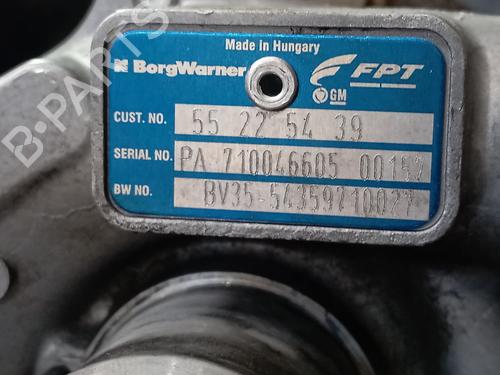 Made in Hungary
BorgWarner
FPT
GM
CUST. NO. 55 22 54 39
SERIAL NO. PA 710046605 00152
BW NO. BV35-54359710027
B-PARTS